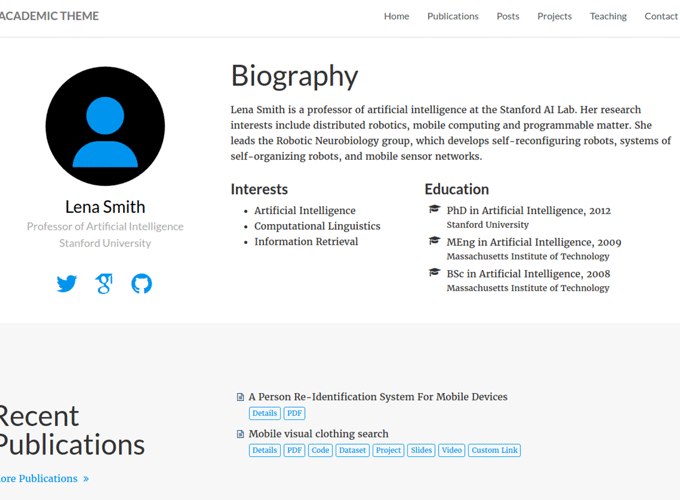 ACADEMIC THEME
Home Publications Posts Projects Teaching Contact
Lena Smith
Professor of Artificial Intelligence
Stanford University
Biography
Lena Smith is a professor of artificial intelligence at the Stanford AI Lab. Her research
interests include distributed robotics, mobile computing and programmable matter. She
leads the Robotic Neurobiology group, which develops self-reconfiguring robots, systems of
self-organizing robots, and mobile sensor networks.
Interests
Artificial Intelligence
Computational Linguistics
Information Retrieval
Education
PhD in Artificial Intelligence, 2012
Stanford University
MEng in Artificial Intelligence, 2009
Massachusetts Institute of Technology
BSc in Artificial Intelligence, 2008
Massachusetts Institute of Technology
Recent
Publications
ore Publications »
A Person Re-Identification System For Mobile Devices
Details PDF
Mobile visual clothing search
Details PDF Code Dataset Project Slides Video Custom Link